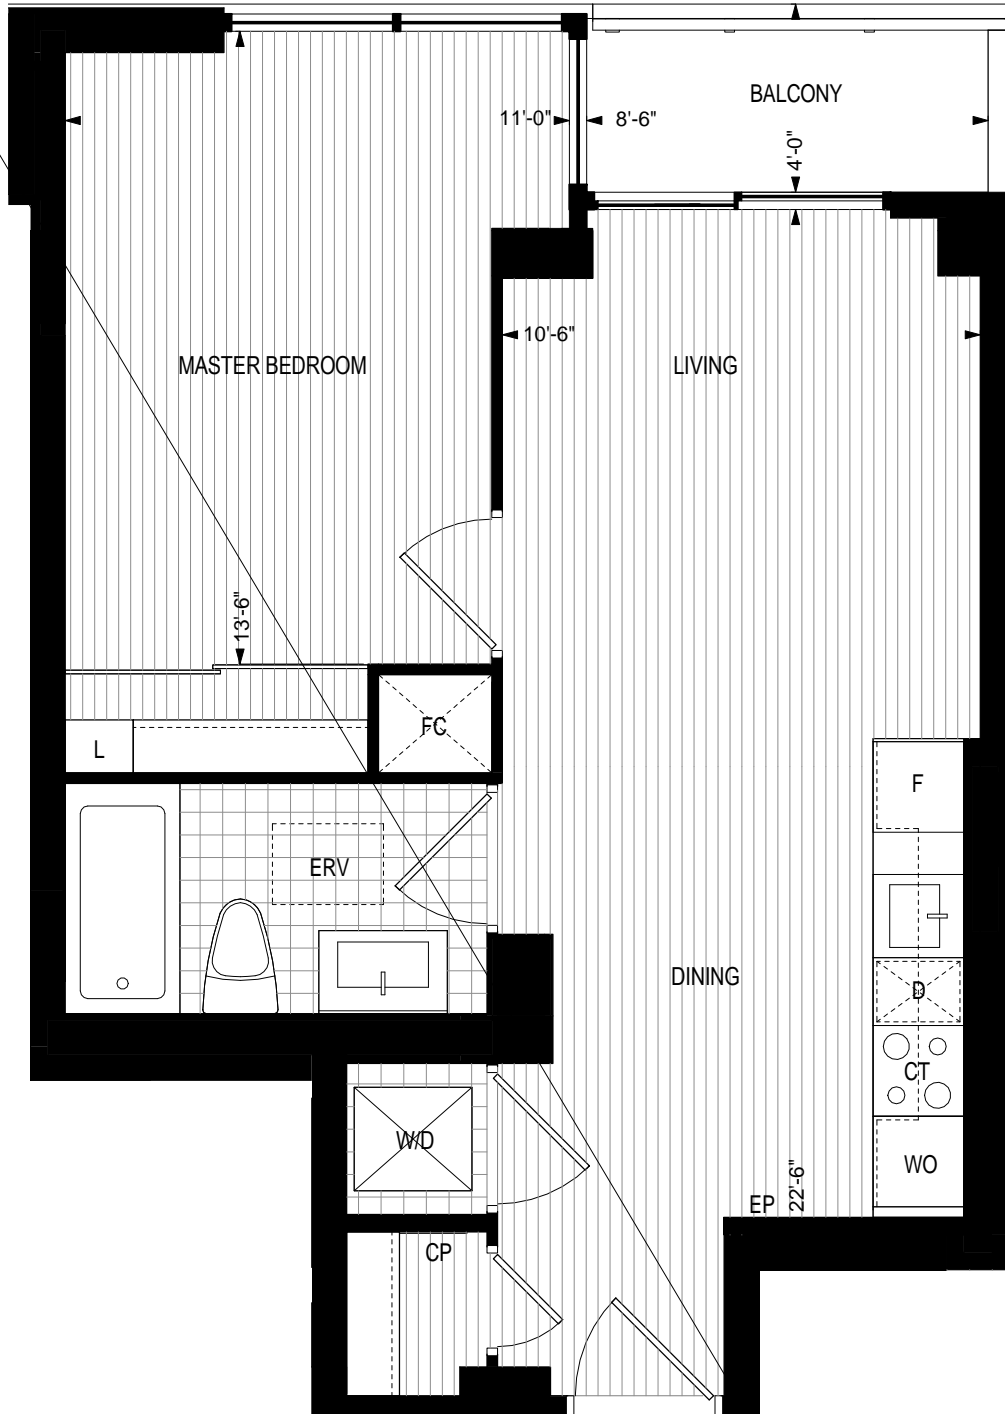 BALCONY
11'-0"
8'-6"
4'-0"
10'-6"
MASTER BEDROOM
LIVING
13'-6"
FC
L
F
ERV
DINING
D
CT
W/D
WO
22'-6"
EP
CP